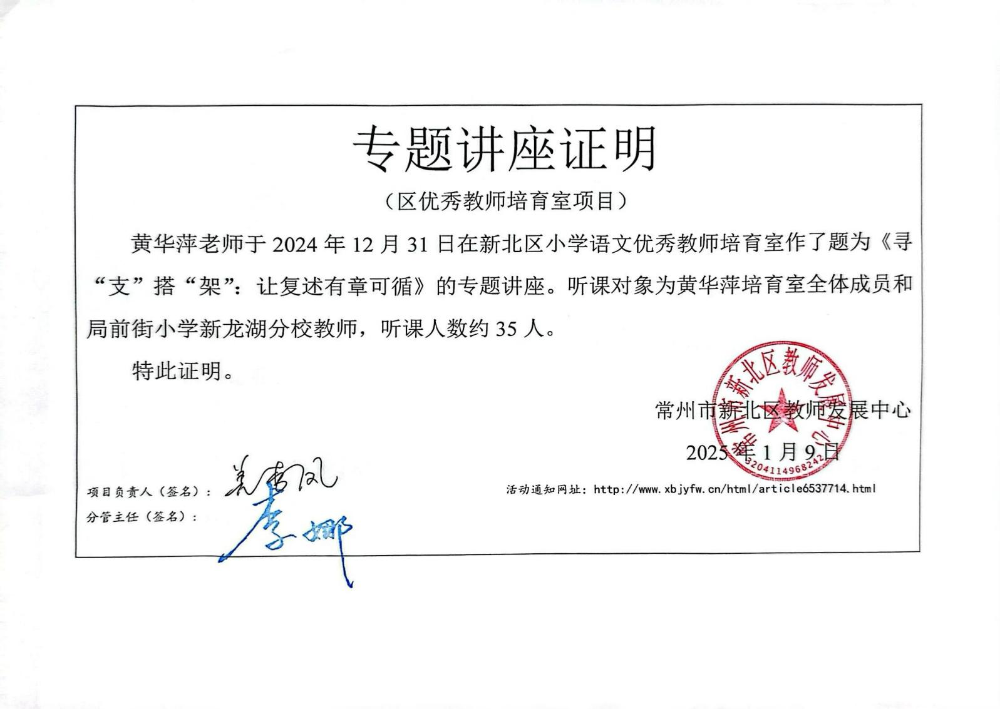 专题讲座证明
（区优秀教师培育室项目）
黄华萍老师于 2024 年 12 月 31 日在新北区小学语文优秀教师培育室作了题为《寻
“支”搭“架”：让复述有章可循》的专题讲座。听课对象为黄华萍培育室全体成员和
局前街小学新龙湖分校教师，听课人数约 35 人。
特此证明。
常州市新北区教师发展中心
常州市新北区教师发展中心
2025 年 1 月 9 日
3204114968242
项目负责人（签名）：
活动通知网址：http://www.xbjyfw.cn/html/article6537714.html
分管主任（签名）：
李娜